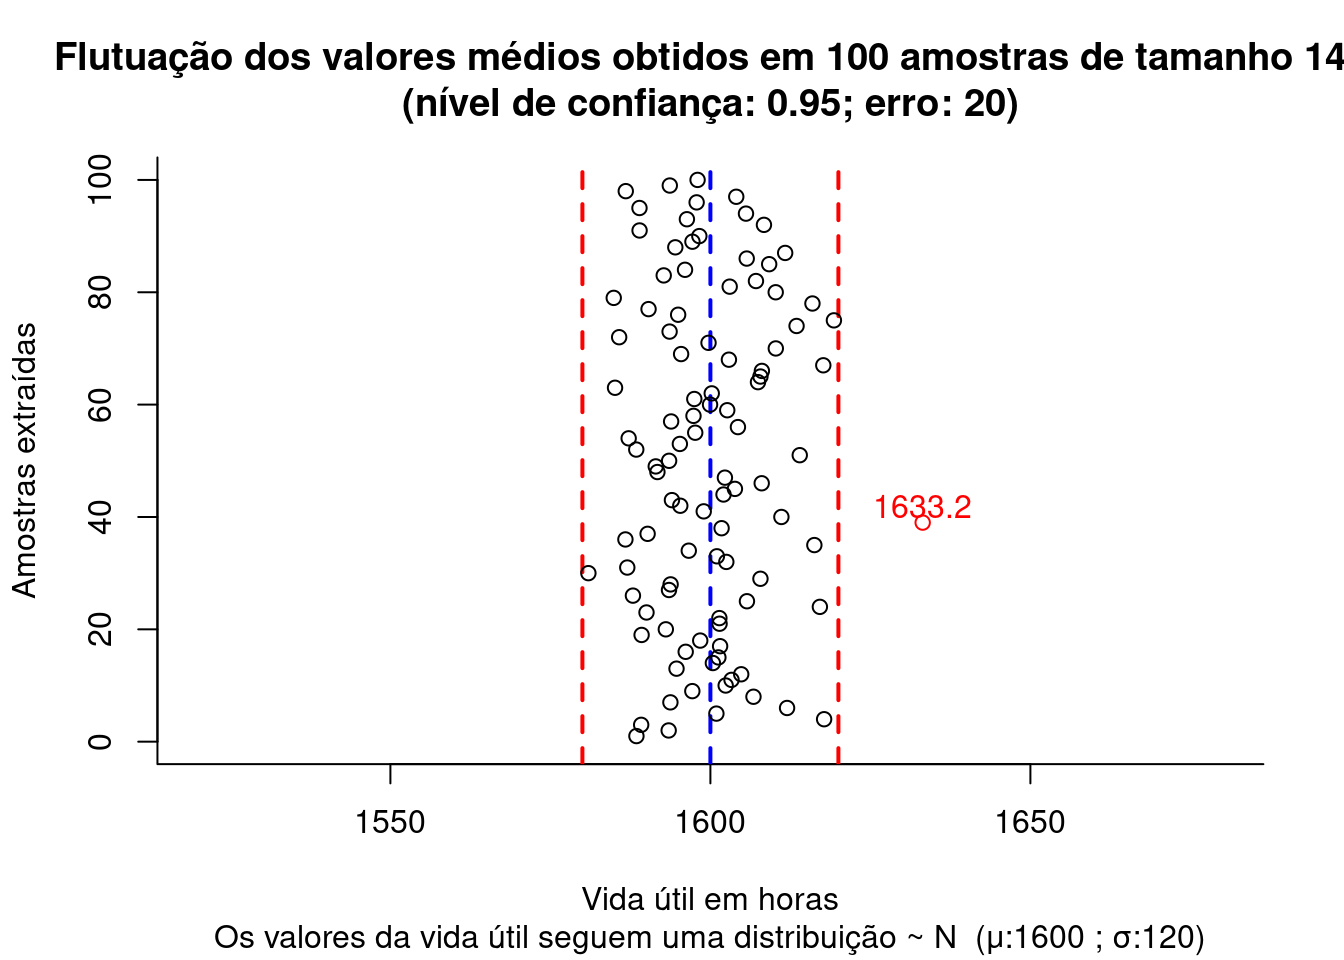 Flutuação dos valores médios obtidos em 100 amostras de tamanho 14
(nível de confiança: 0.95; erro: 20)
Amostras extraídas
100
80
60
40
20
0
1633.2
1550 1600 1650
Vida útil em horas
Os valores da vida útil seguem uma distribuição ~ N (μ:1600 ; σ:120)